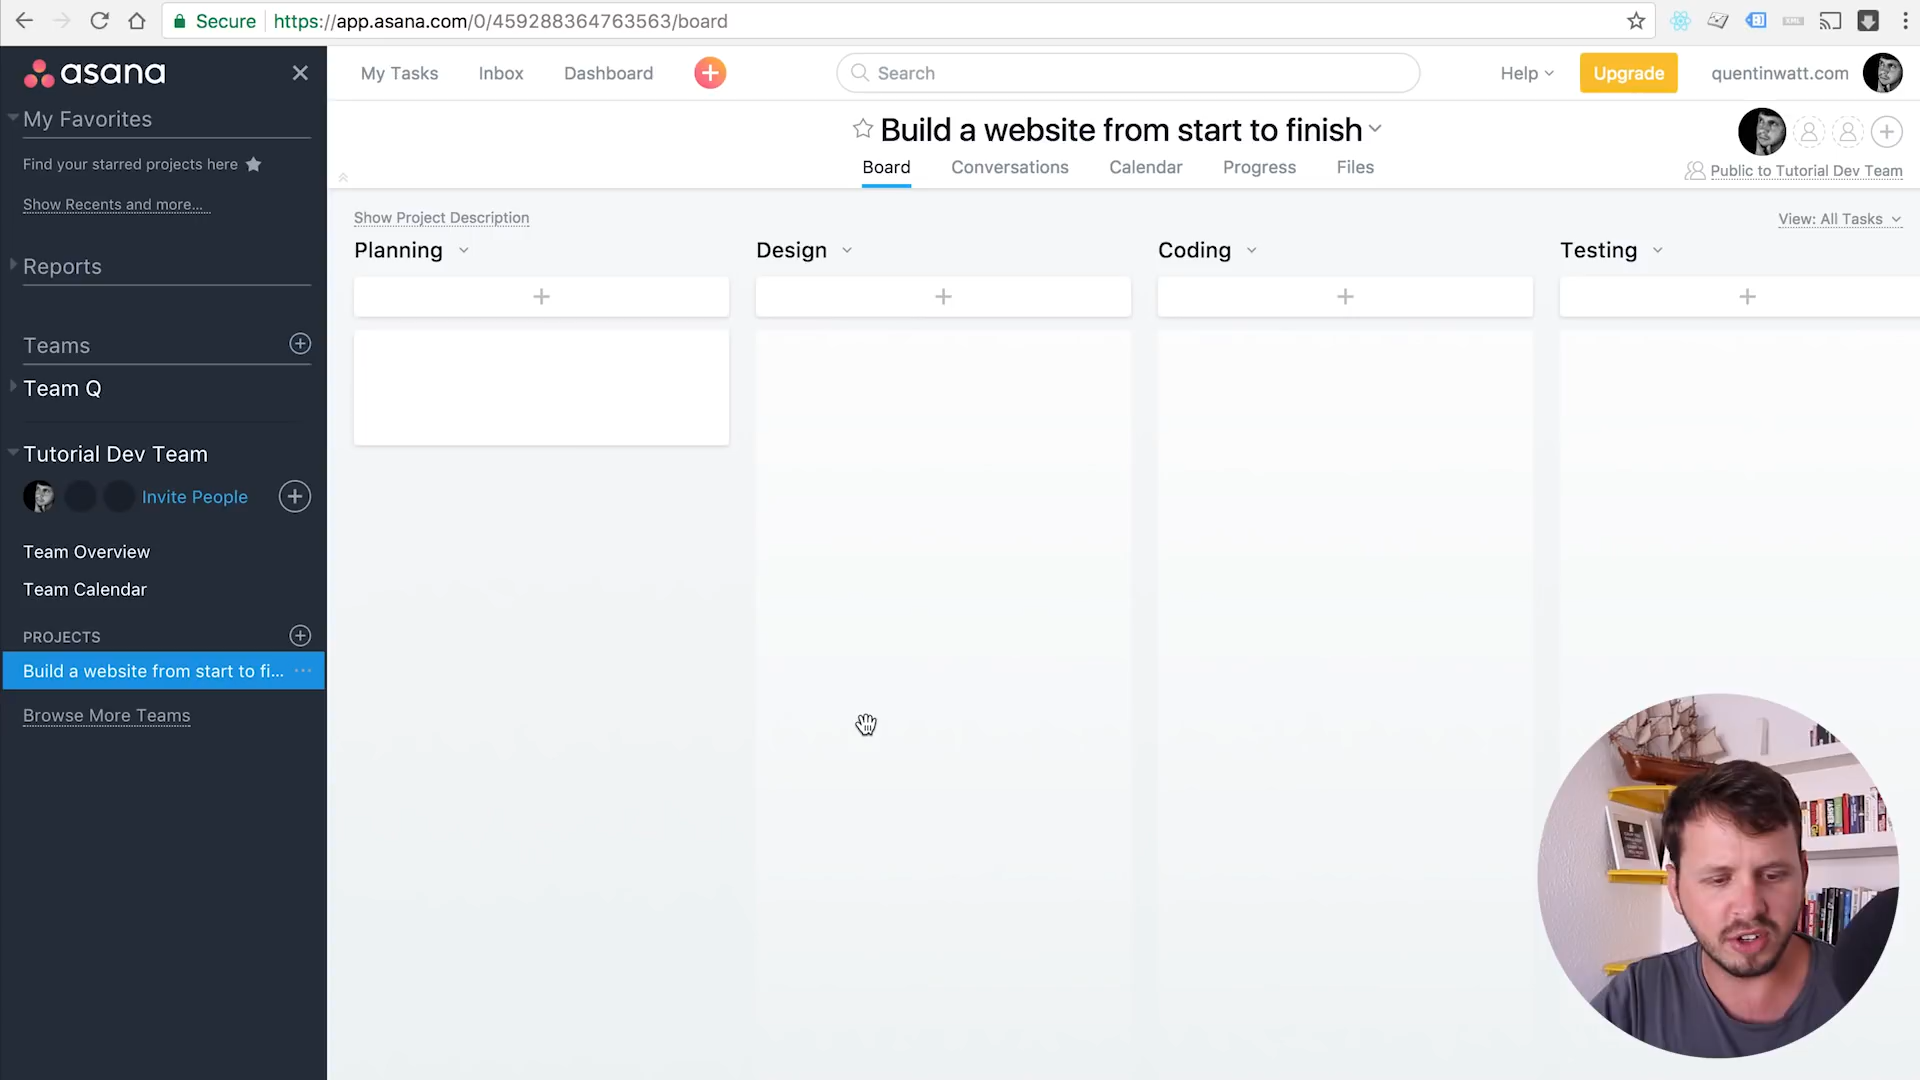 Secure https://app.asana.com/0/459288364763563/board
asana
My Tasks
Inbox
Dashboard
Search
Help
Upgrade
quentinwatt.com
My Favorites
Find your starred projects here
Show Recents and more...
Reports
Teams
Team Q
Tutorial Dev Team
Invite People
Team Overview
Team Calendar
PROJECTS
Build a website from start to fi...
Browse More Teams
Build a website from start to finish
Board
Conversations
Calendar
Progress
Files
Public to Tutorial Dev Team
Show Project Description
View: All Tasks
Planning
Design
Coding
Testing